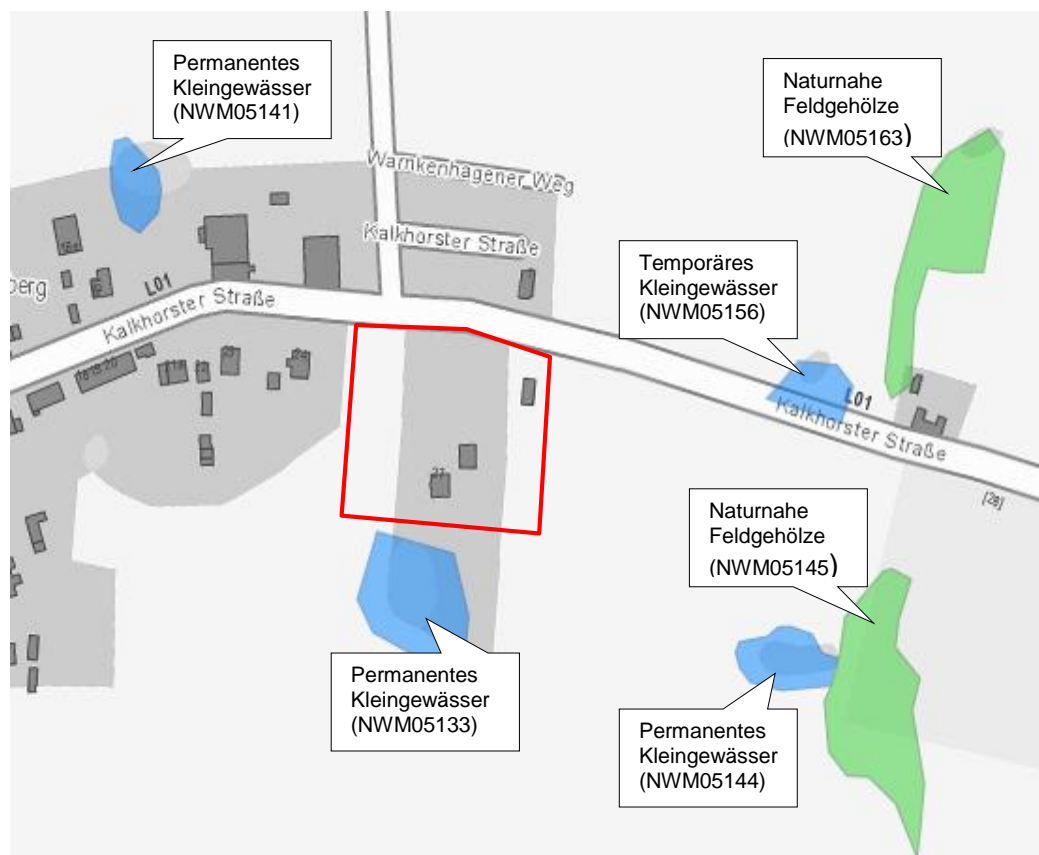 Permanentes
Kleingewässer
(NWM05141)
Naturnahe
Feldgehölze
(NWM05163)
Warnkenhagener Weg
Kalkhorster Straße
Temporäres
Kleingewässer
(NWM05156)
berg
L01
Kalkhorster Straße
L01
Kalkhorster Straße
[28]
Naturnahe
Feldgehölze
(NWM05145)
Permanentes
Kleingewässer
(NWM05133)
Permanentes
Kleingewässer
(NWM05144)